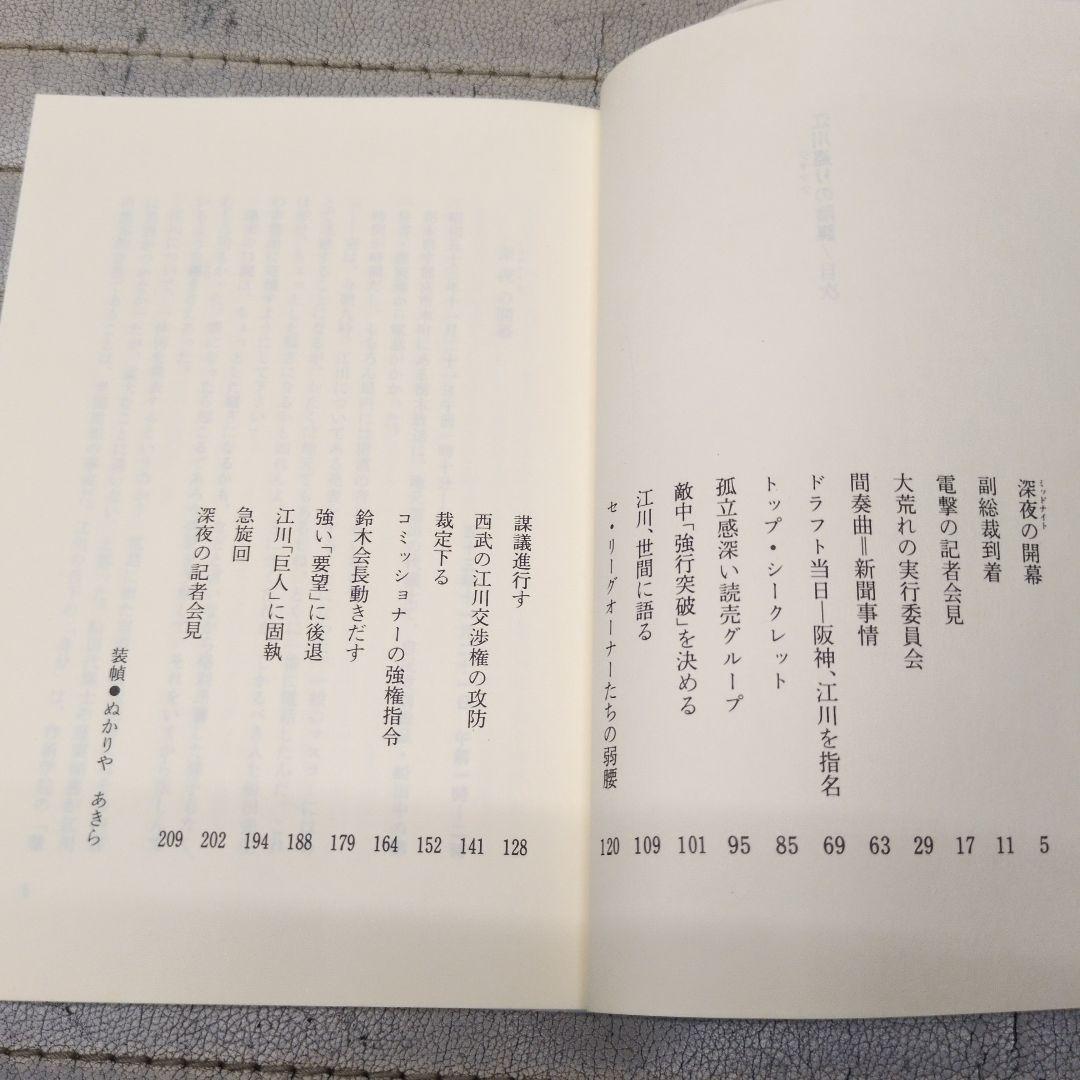 深夜の開幕 5
ミッドナイト
副総裁到着 11
電撃の記者会見 17
大荒れの実行委員会 29
間奏曲＝新聞事情 63
ドラフト当日―阪神、江川を指名 69
トップ・シークレット 85
孤立感深い読売グループ 95
敵中「強行突破」を決める 101
江川、世間に語る 109
セ・リーグオーナーたちの弱腰 120
謀議進行す 128
西武の江川交渉権の攻防 141
裁定下る 152
コミッショナーの強権指令 164
鈴木会長動きだす 179
強い「要望」に後退 188
江川「巨人」に固執 194
急旋回 202
深夜の記者会見 209
装幀●ぬかりや あきら